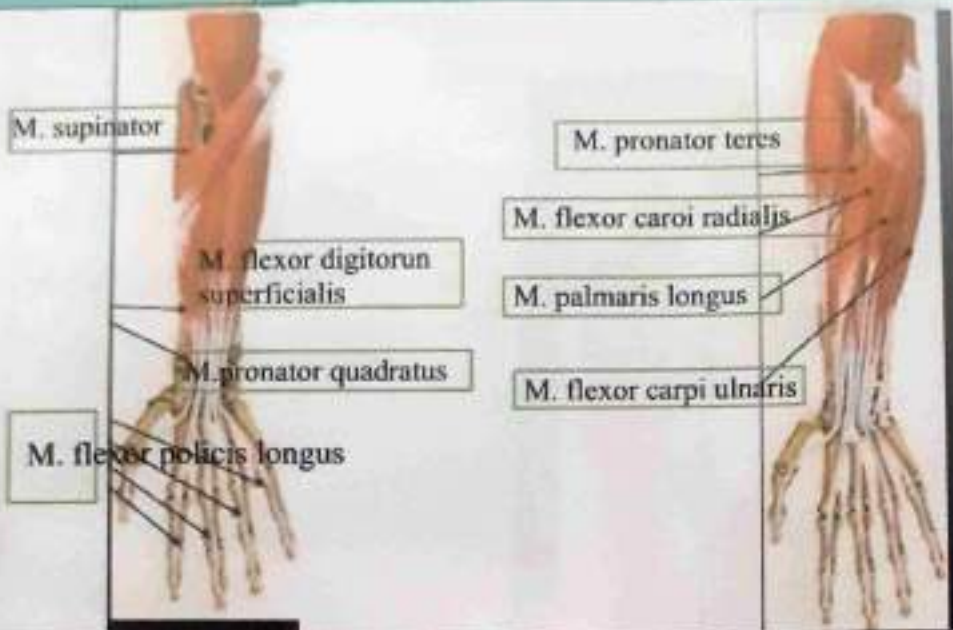 M. supinator
M. flexor digitorun
superficialis
M.pronator quadratus
M. flexor policis longus
M. pronator teres
M. flexor caroi radialis
M. palmaris longus
M. flexor carpi ulnaris